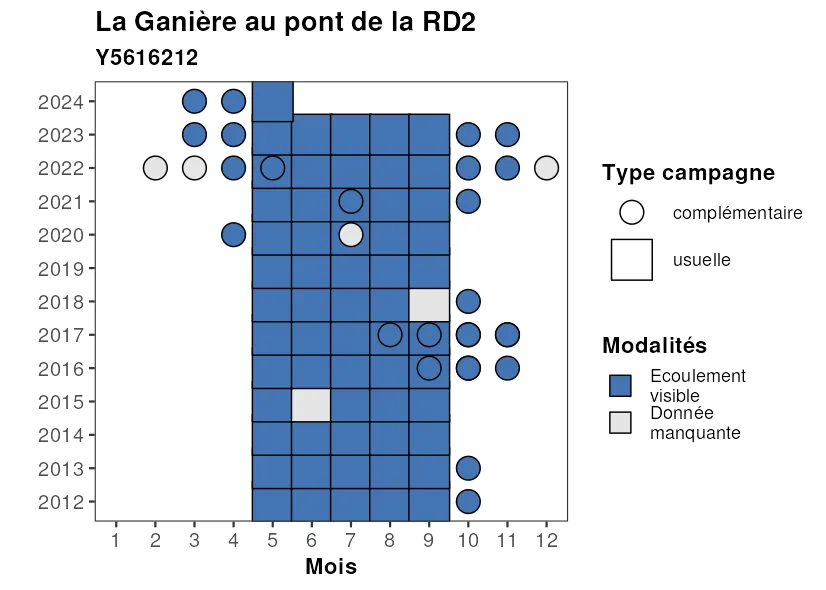 La Ganière au pont de la RD2
Y5616212
2024
2023
2022
2021
2020
2019
2018
2017
2016
2015
2014
2013
2012
1 2 3 4 5 6 7 8 9 10 11 12
Mois
Type campagne
complémentaire
usuelle
Modalités
Ecoulement
visible
Donnée
manquante